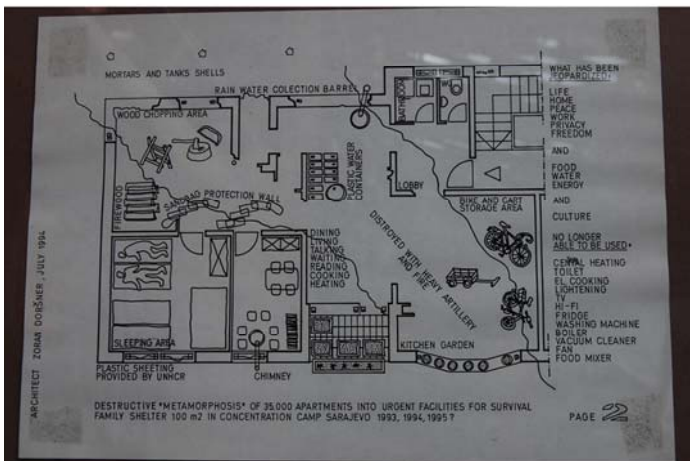 MORTARS AND TANKS SHELLS
RAIN WATER COLECTION BARREL
WOOD CHOPPING AREA
BATHROOM
WC
FIREWOOD
SANDBAG PROTECTION WALL
PLASTIC WATER
CONTAINERS
LOBBY
BIKE AND CART
STORAGE AREA
DINING
LIVING
TALKING
WAITING
READING
COOKING
HEATING
DISTROYED WITH HEAVY ARTILLERY
AND FIRE
SLEEPING AREA
KITCHEN GARDEN
PLASTIC SHEETING
PROVIDED BY UNHCR
CHIMNEY
WHAT HAS BEEN
JEOPARDIZED:
LIFE
HOME
PEACE
WORK
PRIVACY
FREEDOM
AND
FOOD
WATER
ENERGY
AND
CULTURE
NO LONGER
ABLE TO BE USED:
CENTAL HEATING
TOILET
EL COOKING
LIGHTENING
TV
HI-FI
FRIDGE
WASHING MACHINE
BOILER
VACUUM CLEANER
FAN
FOOD MIXER
ARCHITECT ZORAN DORSNER, JULY 1994
DESTRUCTIVE "METAMORPHOSIS" OF 35.000 APARTMENTS INTO URGENT FACILITIES FOR SURVIVAL
FAMILY SHELTER 100 m2 IN CONCENTRATION CAMP SARAJEVO 1993, 1994, 1995?
PAGE 2